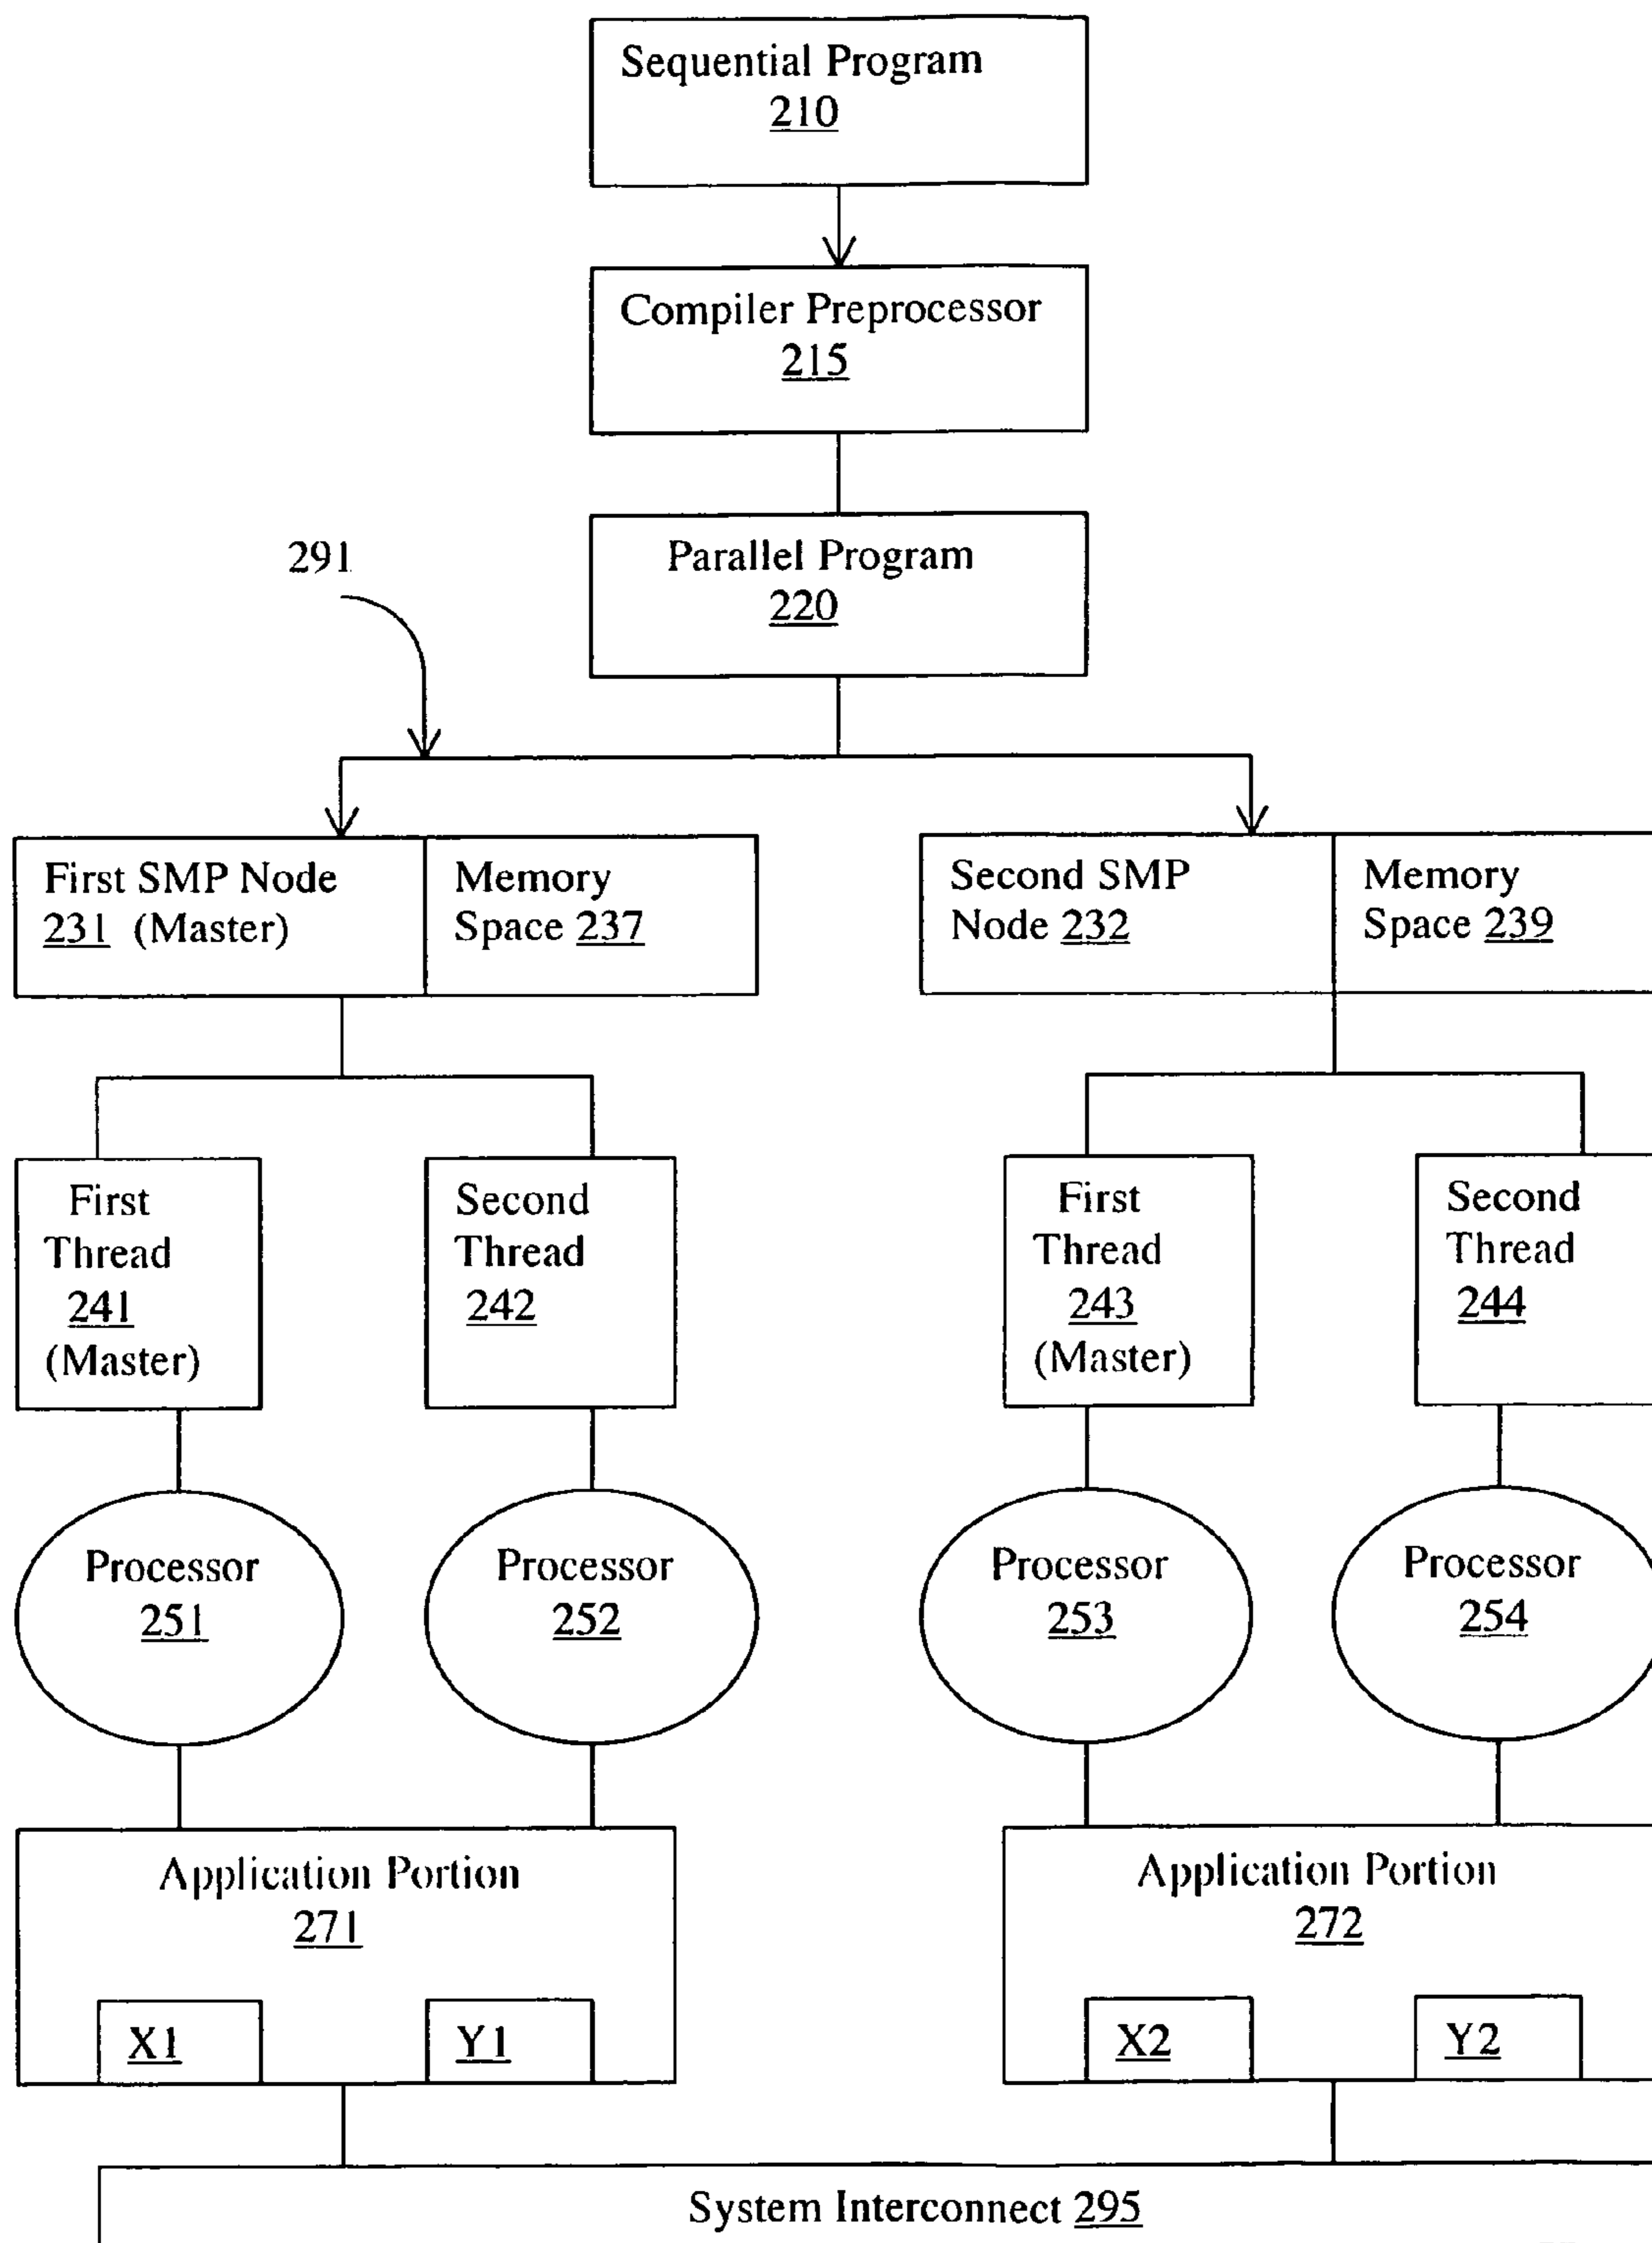 Sequential Program
210
Compiler Preprocessor
215
Parallel Program
220
291
First SMP Node
231 (Master)
Memory
Space 237
Second SMP
Node 232
Memory
Space 239
First
Thread
241
(Master)
Second
Thread
242
First
Thread
243
(Master)
Second
Thread
244
Processor
251
Processor
252
Processor
253
Processor
254
Application Portion
271
X1
Y1
Application Portion
272
X2
Y2
System Interconnect 295